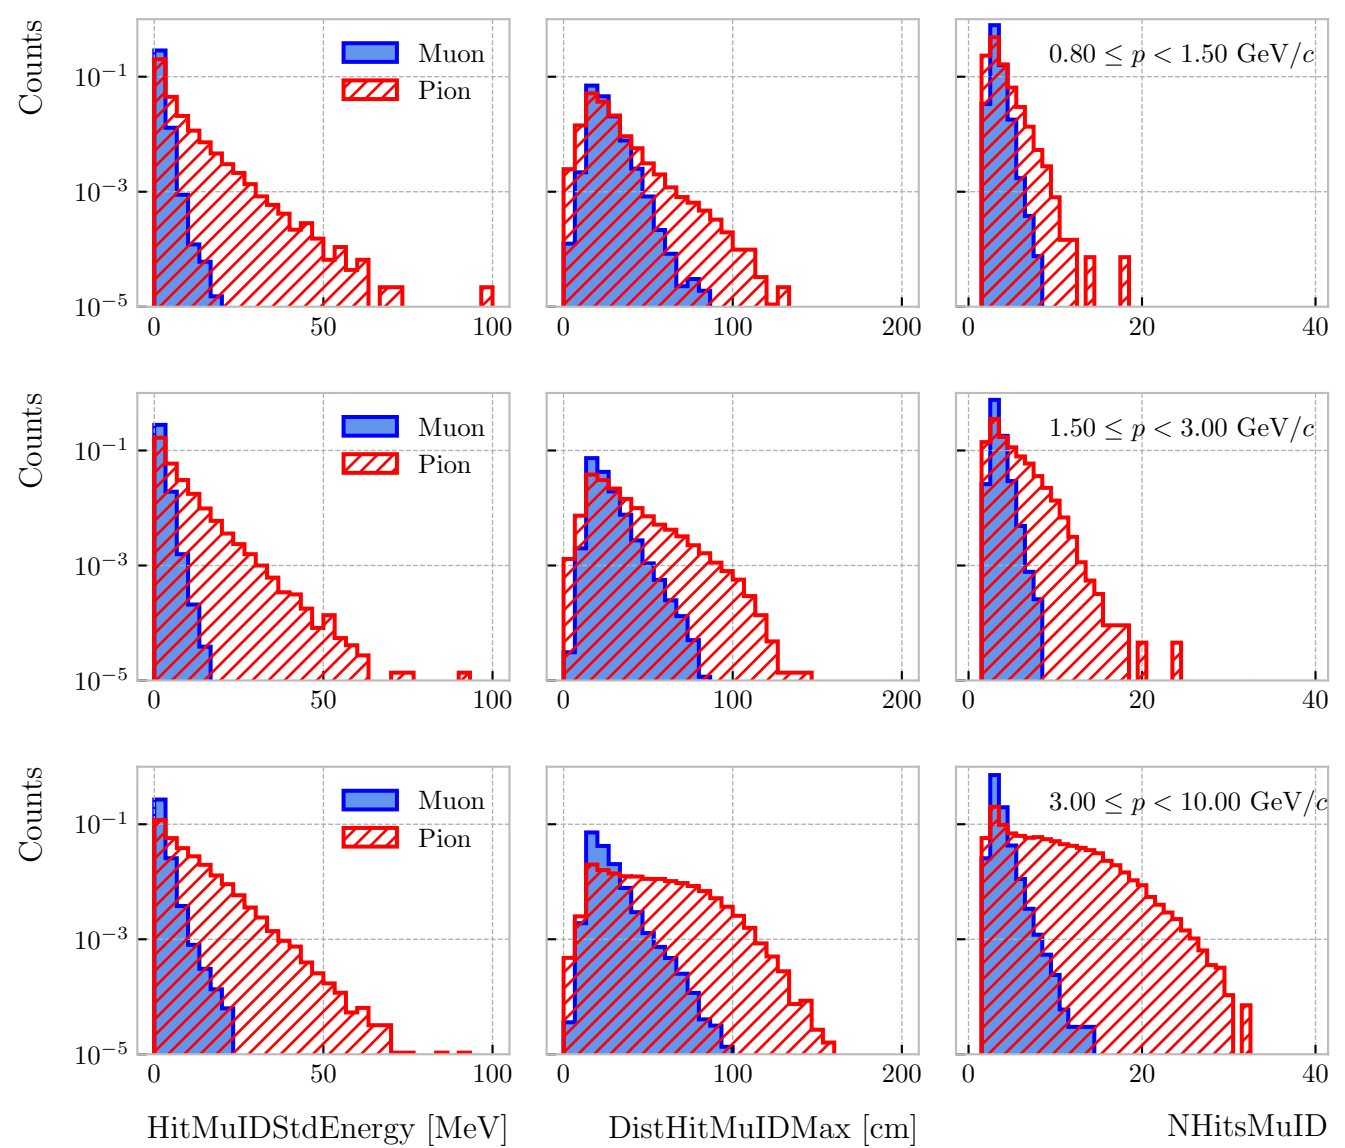 Counts
Muon
Pion
0.80 ≤ p < 1.50 GeV/c
10⁻¹
10⁻³
10⁻⁵
0 50 100
0 100 200
0 20 40
Counts
Muon
Pion
1.50 ≤ p < 3.00 GeV/c
10⁻¹
10⁻³
10⁻⁵
0 50 100
0 100 200
0 20 40
Counts
Muon
Pion
3.00 ≤ p < 10.00 GeV/c
10⁻¹
10⁻³
10⁻⁵
0 50 100
0 100 200
0 20 40
HitMuIDStdEnergy [MeV]
DistHitMuIDMax [cm]
NHitsMuID